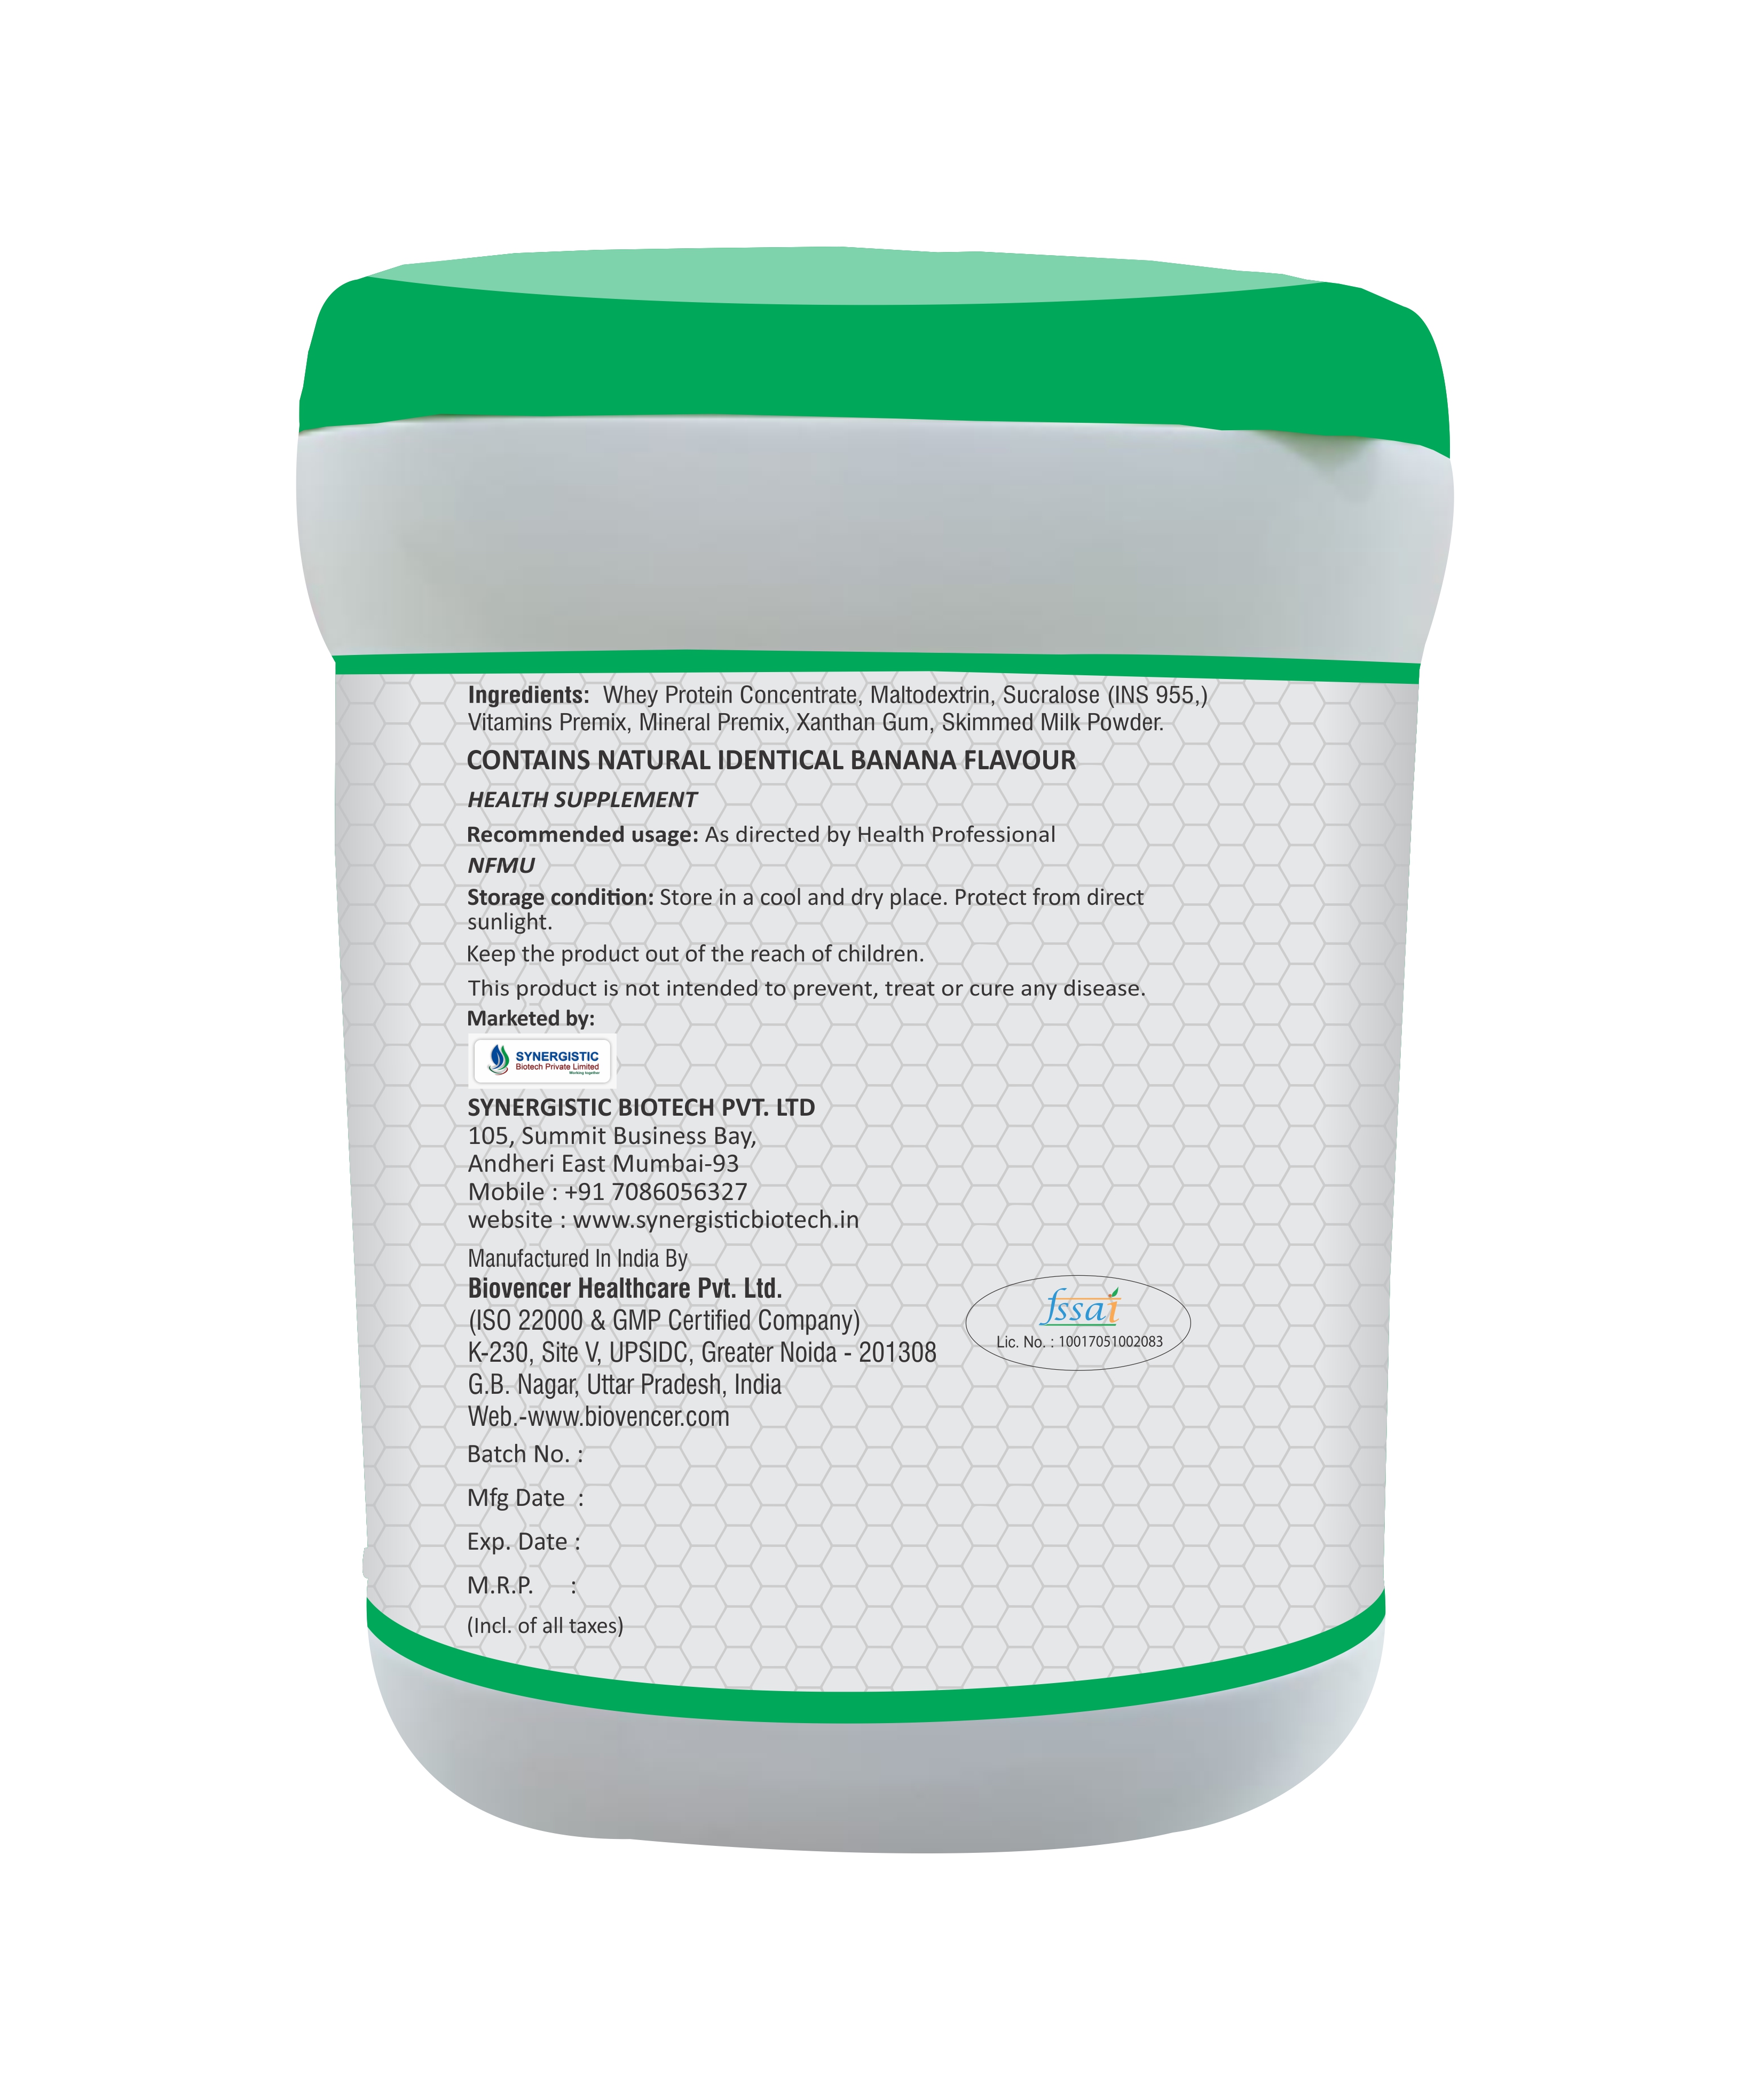 Ingredients: Whey Protein Concentrate, Maltodextrin, Sucralose (INS 955,)
Vitamins Premix, Mineral Premix, Xanthan Gum, Skimmed Milk Powder.
CONTAINS NATURAL IDENTICAL BANANA FLAVOUR
HEALTH SUPPLEMENT
Recommended usage: As directed by Health Professional
NFMU
Storage condition: Store in a cool and dry place. Protect from direct
sunlight.
Keep the product out of the reach of children.
This product is not intended to prevent, treat or cure any disease.
Marketed by:
SYNERGISTIC
Biotech Private Limited
Working together
SYNERGISTIC BIOTECH PVT. LTD
105, Summit Business Bay,
Andheri East Mumbai-93
Mobile : +91 7086056327
website : www.synergisticbiotech.in
Manufactured In India By
Biovencer Healthcare Pvt. Ltd.
(ISO 22000 & GMP Certified Company)
K-230, Site V, UPSIDC, Greater Noida - 201308
G.B. Nagar, Uttar Pradesh, India
Web.-www.biovencer.com
fssai
Lic. No. : 10017051002083
Batch No. :
Mfg Date :
Exp. Date :
M.R.P. :
(Incl. of all taxes)